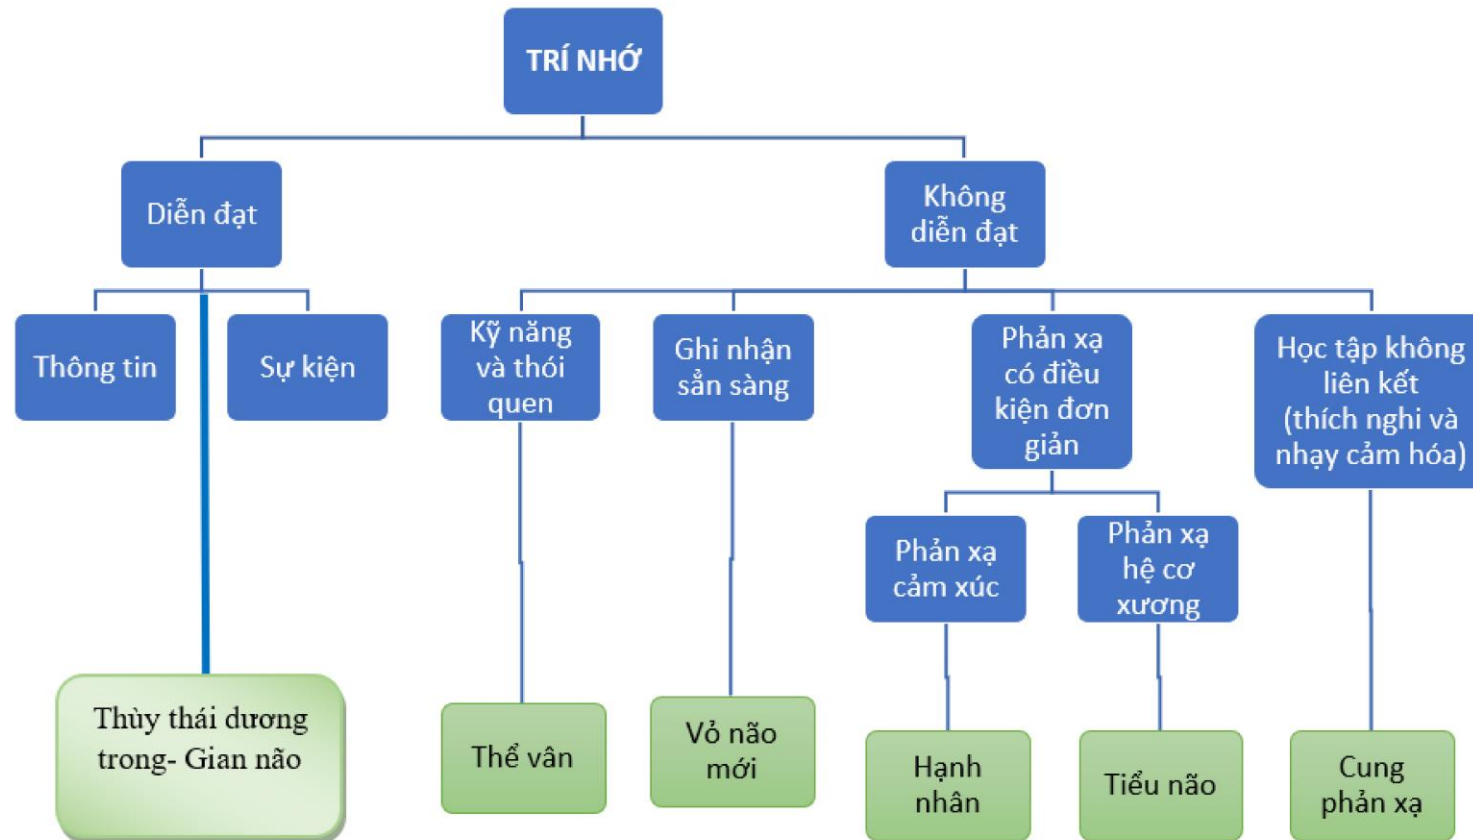 TRÍ NHỚ
Diễn đạt
Không
diễn đạt
Thông tin
Sự kiện
Kỹ năng
và thói
quen
Ghi nhận
sẳn sàng
Phản xạ
có điều
kiện đơn
giản
Học tập không
liên kết
(thích nghi và
nhạy cảm hóa)
Phản xạ
cảm xúc
Phản xạ
hệ cơ
xương
Thùy thái dương
trong- Gian não
Thể vân
Vỏ não
mới
Hạnh
nhân
Tiểu não
Cung
phản xạ